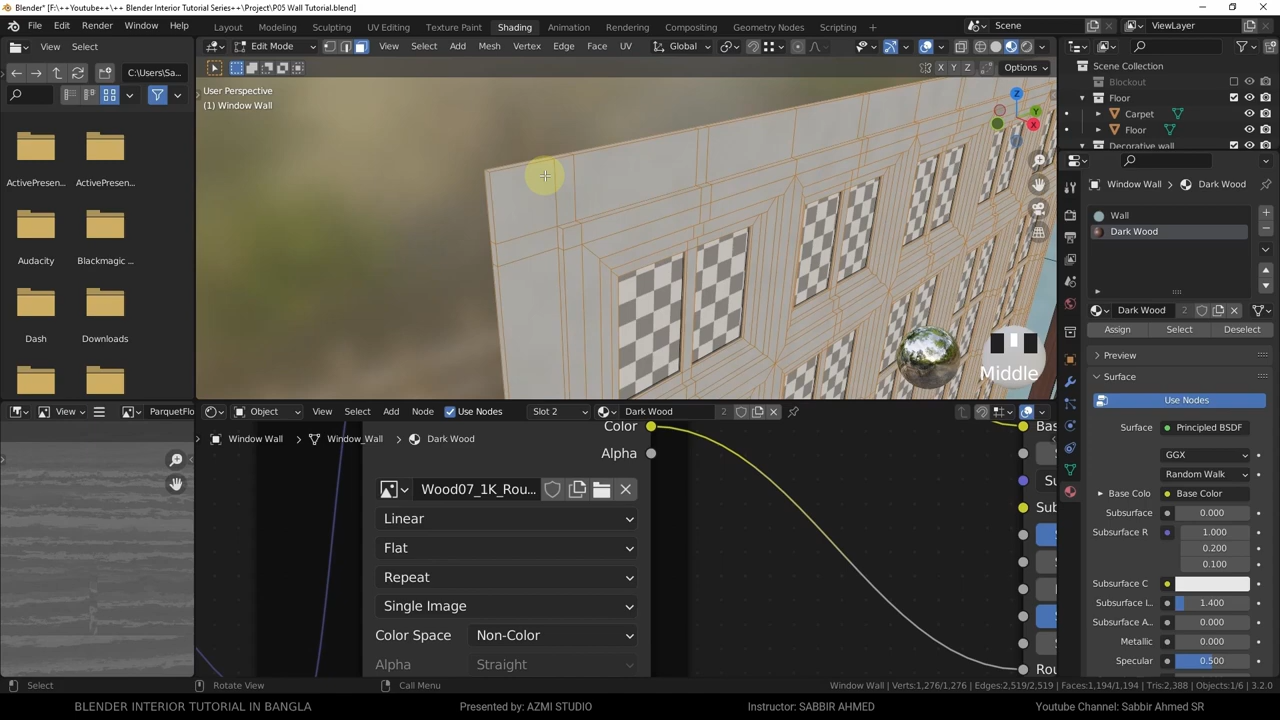 Blender* [F:\++Youtube++\++ Blender Interior Tutorial Series++\Project\P05 Wall Tutorial.blend]
File Edit Render Window Help Layout Modeling Sculpting UV Editing Texture Paint Shading Animation Rendering Compositing Geometry Nodes Scripting Scene ViewLayer
View Select Edit Mode View Select Add Mesh Vertex Edge Face UV Global
C:\Users\Sa...
Options
User Perspective
(1) Window Wall
Z
Y
X
Scene Collection
Blockout
Floor
Carpet
Floor
Decorative wall
ActivePresen... ActivePresen...
Audacity Blackmagic ...
Dash Downloads
Middle
Window Wall Dark Wood
Wall
Dark Wood
Dark Wood 2
Assign Select Deselect
Preview
Surface
Use Nodes
Surface Principled BSDF
GGX
Random Walk
Base Colo Base Color
Subsurface 0.000
Subsurface R 1.000
0.200
0.100
Subsurface C
Subsurface I... 1.400
Subsurface A... 0.000
Metallic 0.000
Specular 0.500
View ParquetFlo
Object View Select Add Node Use Nodes Slot 2 Dark Wood 2
Window Wall Window_Wall Dark Wood
Color
Alpha
Wood07_1K_Rou...
Linear
Flat
Repeat
Single Image
Color Space Non-Color
Alpha Straight
Bas
Su
Sub
Rou
Select Rotate View Call Menu
Window Wall | Verts:1,276/1,276 | Edges:2,519/2,519 | Faces:1,194/1,194 | Tris:2,388 | Objects:1/6 | 3.2.0
BLENDER INTERIOR TUTORIAL IN BANGLA Presented by: AZMI STUDIO Instructor: SABBIR AHMED Youtube Channel: Sabbir Ahmed SR